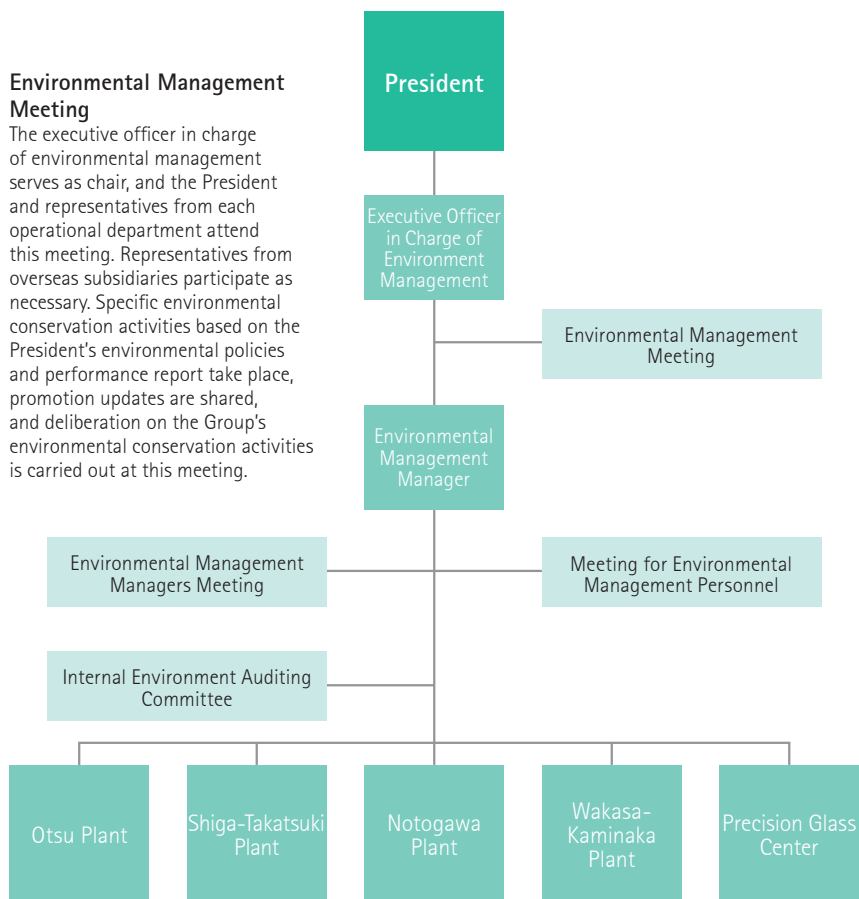 Environmental Management
Meeting
The executive officer in charge
of environmental management
serves as chair, and the President
and representatives from each
operational department attend
this meeting. Representatives from
overseas subsidiaries participate as
necessary. Specific environmental
conservation activities based on the
President’s environmental policies
and performance report take place,
promotion updates are shared,
and deliberation on the Group’s
environmental conservation activities
is carried out at this meeting.
President
Executive Officer
in Charge of
Environment
Management
Environmental Management
Meeting
Environmental
Management
Manager
Environmental Management
Managers Meeting
Meeting for Environmental
Management Personnel
Internal Environment Auditing
Committee
Otsu Plant
Shiga-Takatsuki
Plant
Notogawa
Plant
Wakasa-
Kaminaka
Plant
Precision Glass
Center